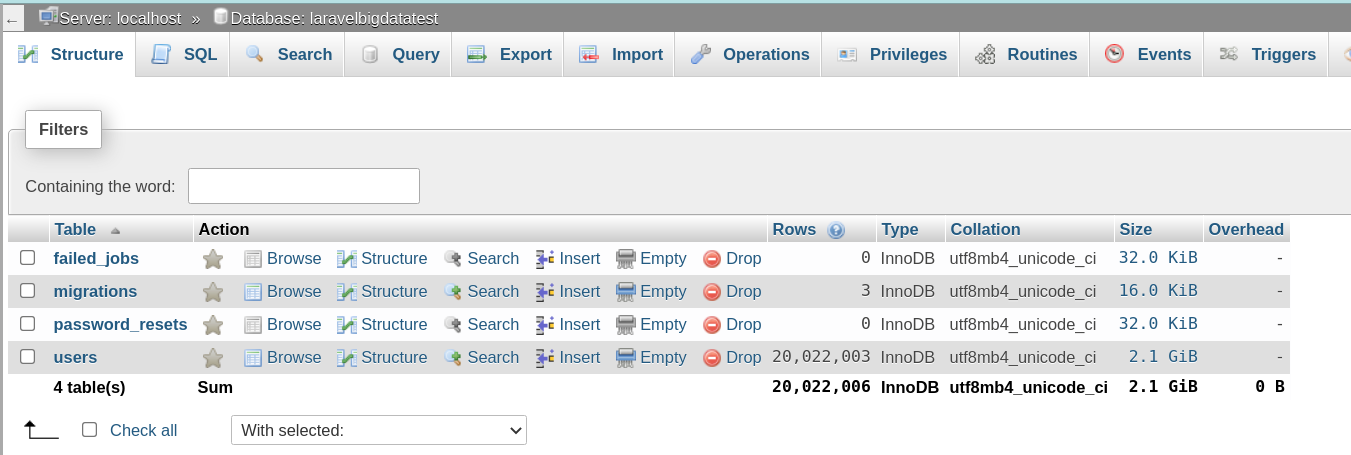 ← Server: localhost » Database: laravelbigdatatest
Structure SQL Search Query Export Import Operations Privileges Routines Events Triggers
Filters
Containing the word:
Table Action Rows ? Type Collation Size Overhead
failed_jobs Browse Structure Search Insert Empty Drop 0 InnoDB utf8mb4_unicode_ci 32.0 KiB -
migrations Browse Structure Search Insert Empty Drop 3 InnoDB utf8mb4_unicode_ci 16.0 KiB -
password_resets Browse Structure Search Insert Empty Drop 0 InnoDB utf8mb4_unicode_ci 32.0 KiB -
users Browse Structure Search Insert Empty Drop 20,022,003 InnoDB utf8mb4_unicode_ci 2.1 GiB -
4 table(s) Sum 20,022,006 InnoDB utf8mb4_unicode_ci 2.1 GiB 0 B
Check all With selected: